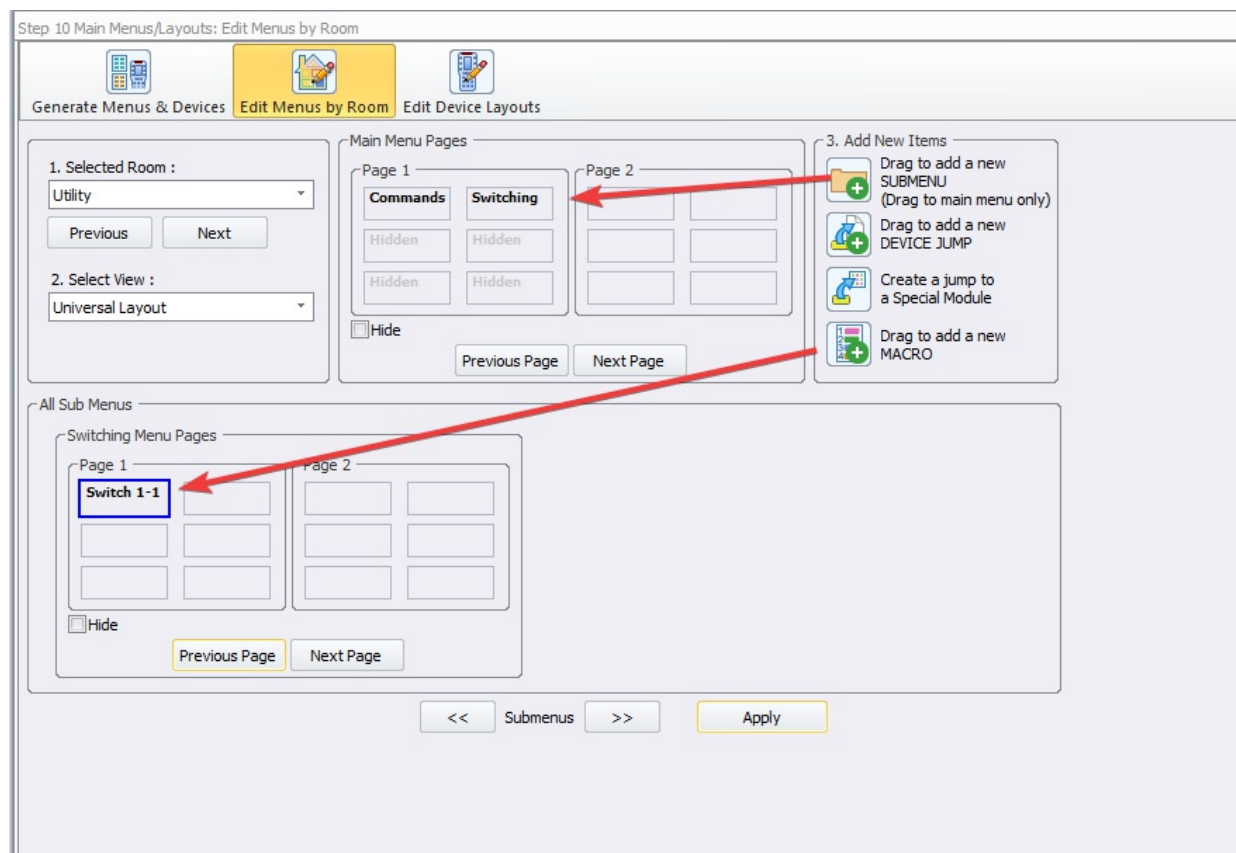 Step 10 Main Menus/Layouts: Edit Menus by Room
Generate Menus & Devices
Edit Menus by Room
Edit Device Layouts
1. Selected Room :
Utility
Previous
Next
2. Select View :
Universal Layout
Main Menu Pages
Page 1
Commands
Switching
Hidden
Hidden
Hidden
Hidden
Page 2
Hide
Previous Page
Next Page
3. Add New Items
Drag to add a new
SUBMENU
(Drag to main menu only)
Drag to add a new
DEVICE JUMP
Create a jump to
a Special Module
Drag to add a new
MACRO
All Sub Menus
Switching Menu Pages
Page 1
Switch 1-1
Page 2
Hide
Previous Page
Next Page
<<
Submenus
>>
Apply